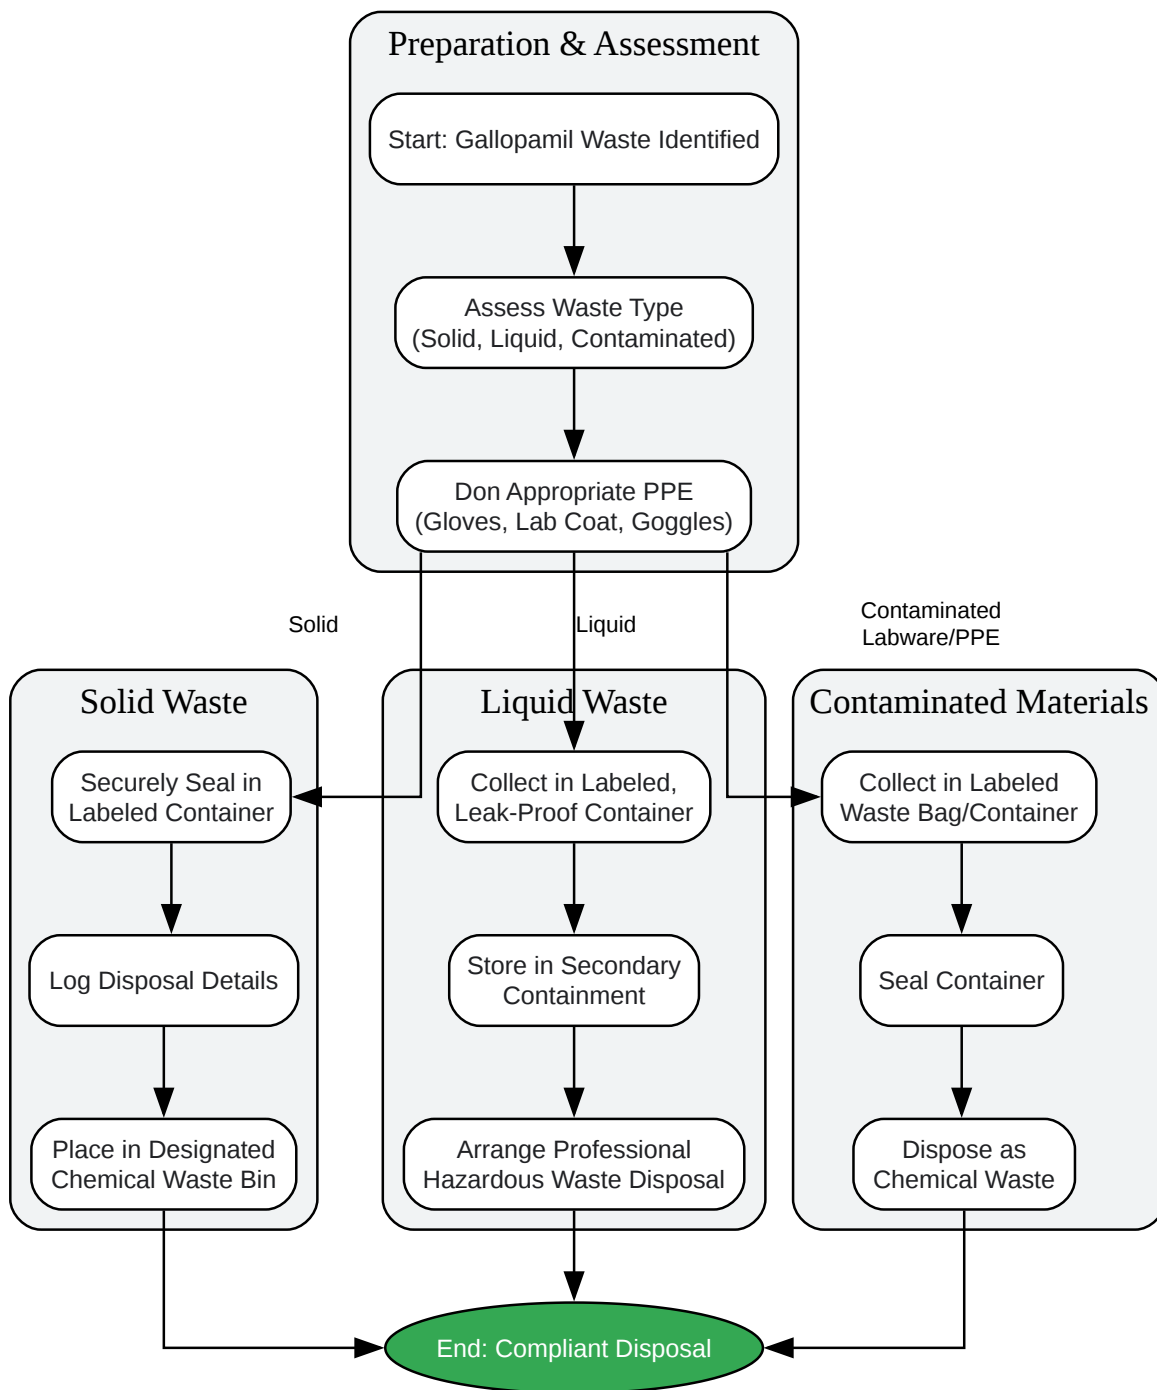 Preparation & Assessment
Start: Gallopamil Waste Identified
Assess Waste Type
(Solid, Liquid, Contaminated)
Don Appropriate PPE
(Gloves, Lab Coat, Goggles)
Solid
Liquid
Contaminated
Labware/PPE
Solid Waste
Securely Seal in
Labeled Container
Log Disposal Details
Place in Designated
Chemical Waste Bin
Liquid Waste
Collect in Labeled,
Leak-Proof Container
Store in Secondary
Containment
Arrange Professional
Hazardous Waste Disposal
Contaminated Materials
Collect in Labeled
Waste Bag/Container
Seal Container
Dispose as
Chemical Waste
End: Compliant Disposal